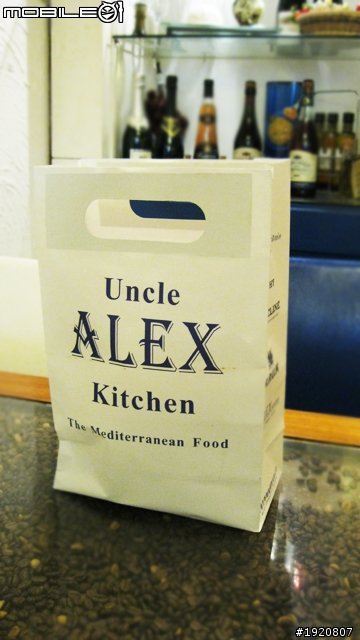 MOBILE01
Uncle
ALEX
Kitchen
The Mediterranean Food
#1920807